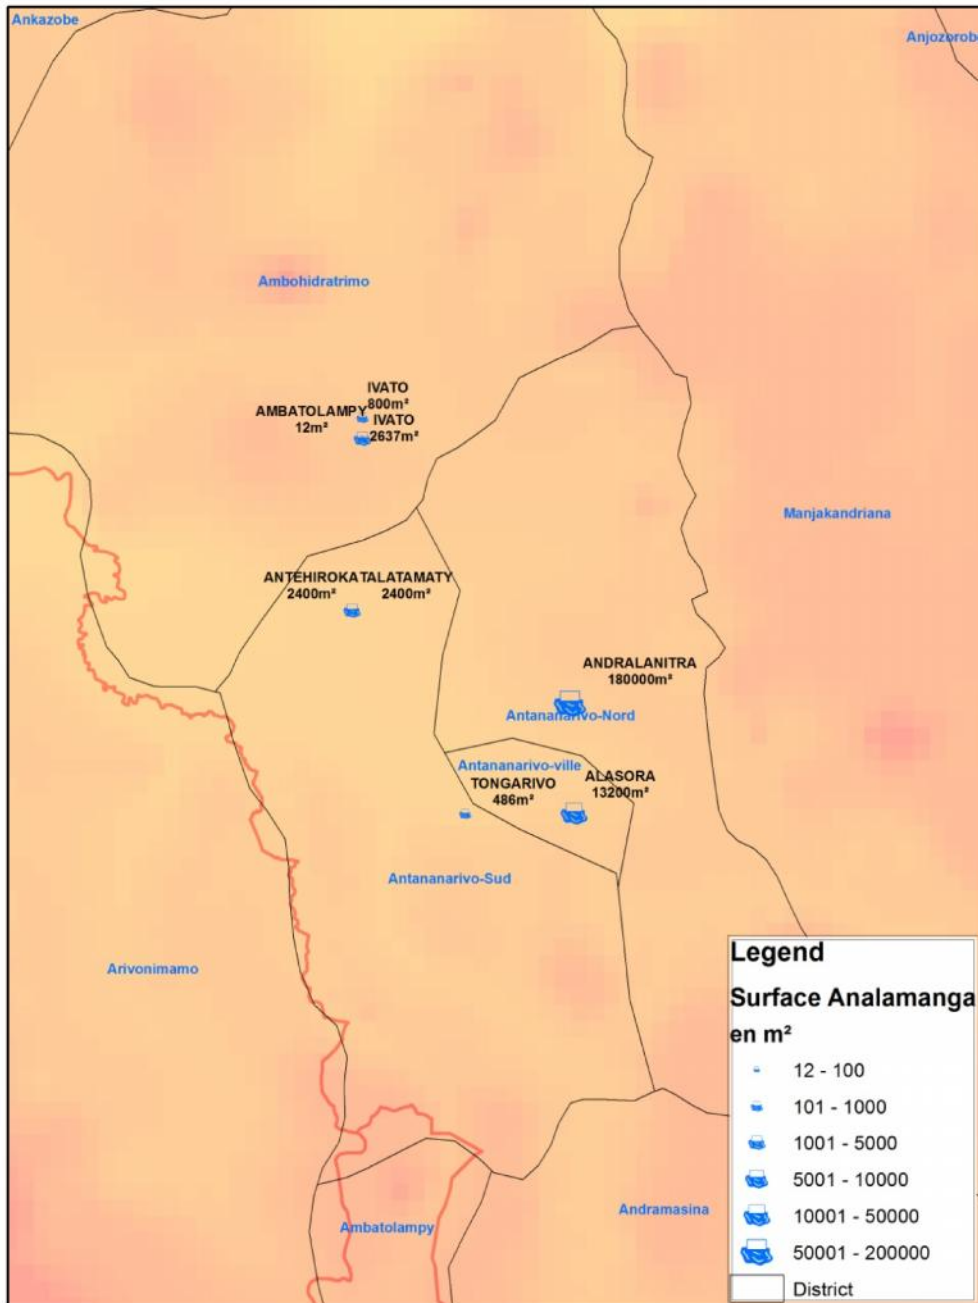 Ankazobe
Anjozorobe
Ambohidratrimo
IVATO
800m²
AMBATOLAMPY
12m²
IVATO
2637m²
Manjakandriana
ANTEHIROKA
2400m²
TALATAMATY
2400m²
ANDRALANITRA
180000m²
Antananarivo-Nord
Antananarivo-ville
TONGARIVO
486m²
ALASORA
13200m²
Antananarivo-Sud
Arivonimamo
Ambatolampy
Andramasina
Legend
Surface Analamanga
en m²
12 - 100
101 - 1000
1001 - 5000
5001 - 10000
10001 - 50000
50001 - 200000
District